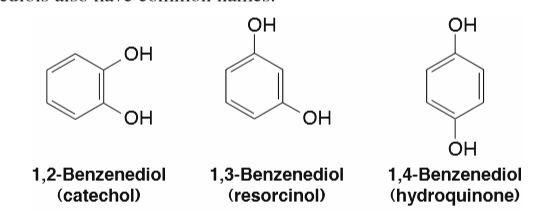 ediols also have common names.
OH
OH
OH
OH
OH
OH
1,2-Benzenediol
(catechol)
1,3-Benzenediol
(resorcinol)
1,4-Benzenediol
(hydroquinone)